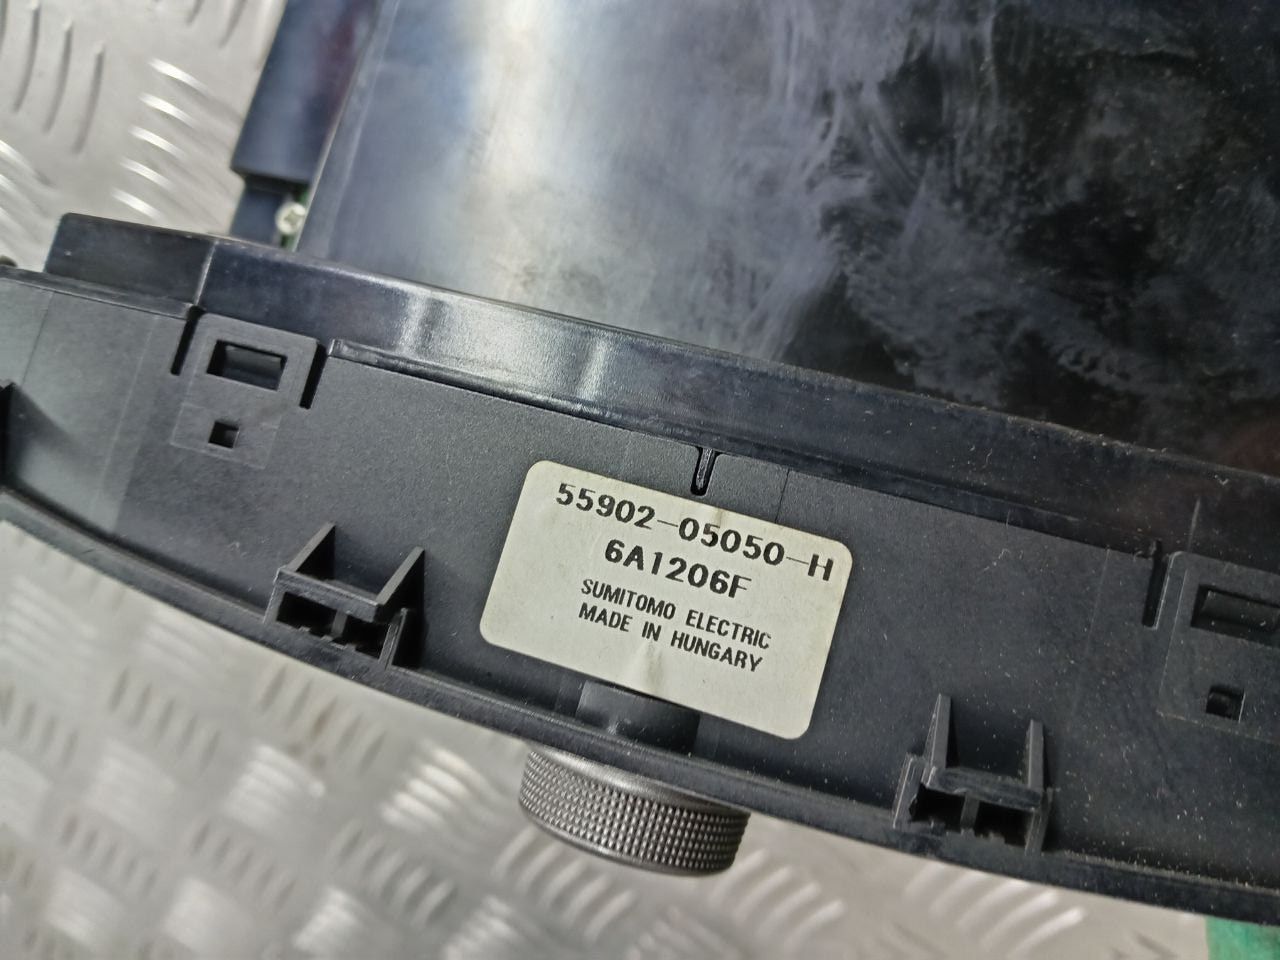 55902-05050-H
6A1206F
SUMITOMO ELECTRIC
MADE IN HUNGARY